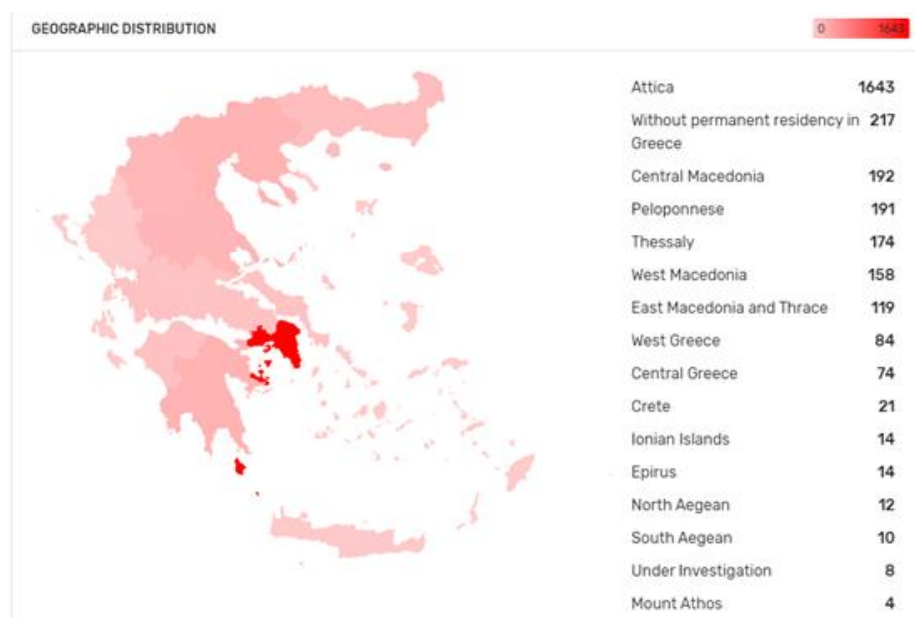 GEOGRAPHIC DISTRIBUTION
0 1643
Attica 1643
Without permanent residency in 217
Greece
Central Macedonia 192
Peloponnese 191
Thessaly 174
West Macedonia 158
East Macedonia and Thrace 119
West Greece 84
Central Greece 74
Crete 21
Ionian Islands 14
Epirus 14
North Aegean 12
South Aegean 10
Under Investigation 8
Mount Athos 4